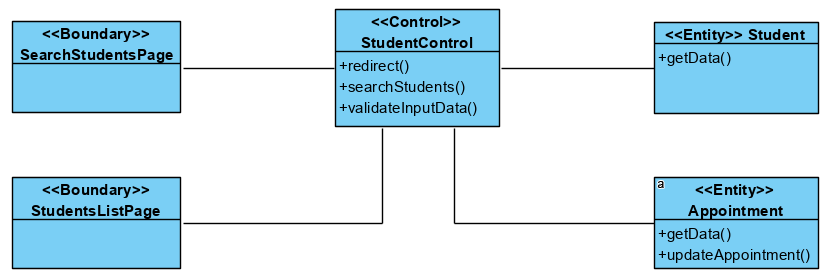 <<Boundary>>
SearchStudentsPage
<<Control>>
StudentControl
+redirect()
+searchStudents()
+validateInputData()
<<Entity>> Student
+getData()
<<Boundary>>
StudentsListPage
a
<<Entity>>
Appointment
+getData()
+updateAppointment()